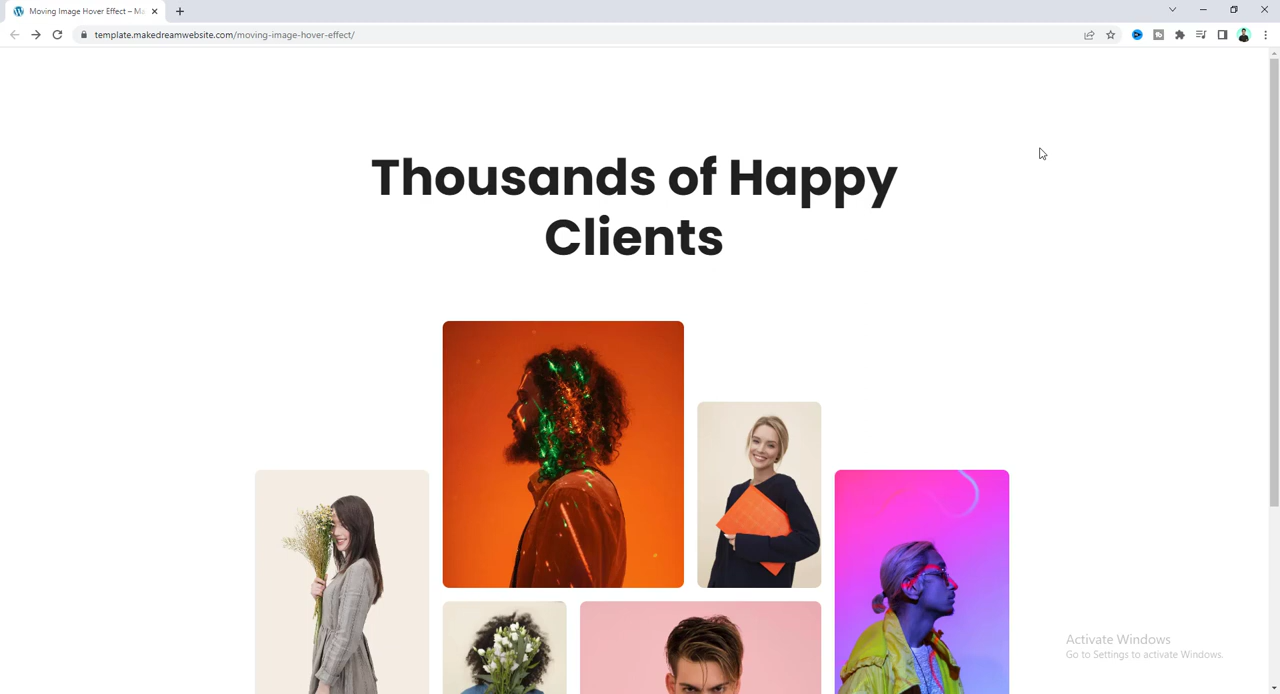 Moving Image Hover Effect – Ma
template.makedreamwebsite.com/moving-image-hover-effect/
Thousands of Happy
Clients
Activate Windows
Go to Settings to activate Windows.